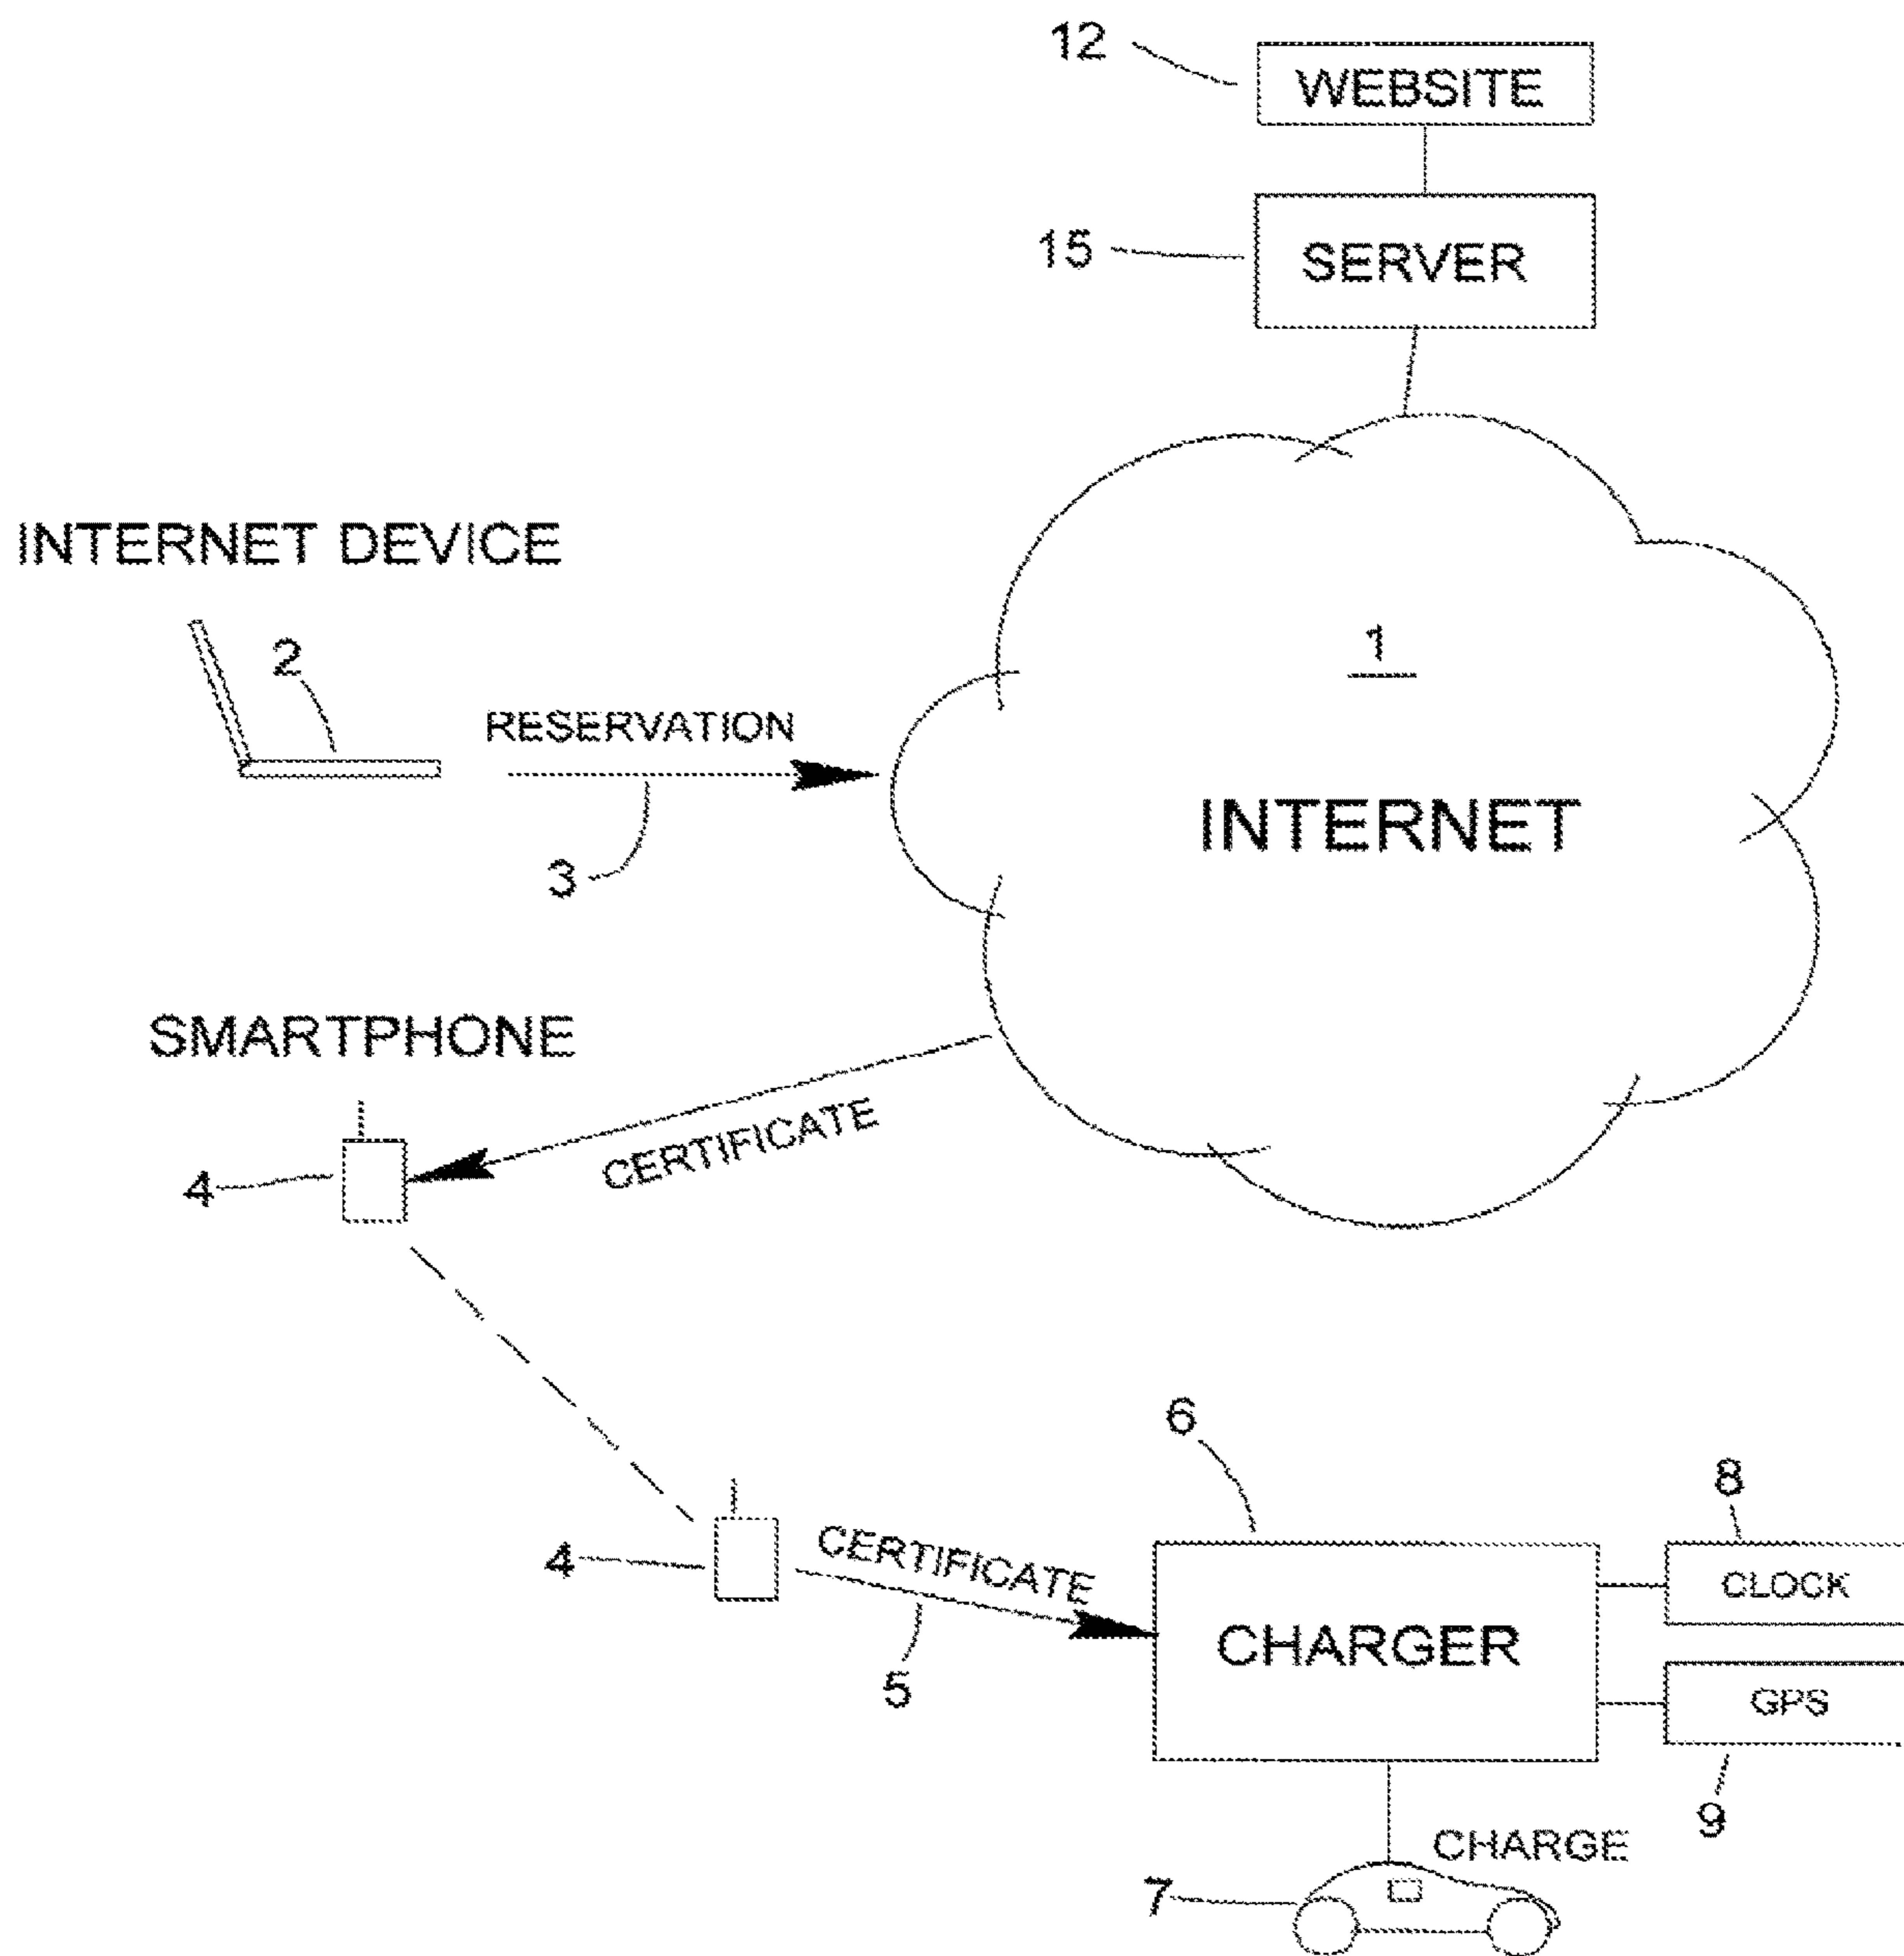 12
WEBSITE
15
SERVER
INTERNET DEVICE
2
RESERVATION
3
1
INTERNET
SMARTPHONE
4
CERTIFICATE
4
CERTIFICATE
5
6
CHARGER
8
CLOCK
GPS
9
CHARGE
7